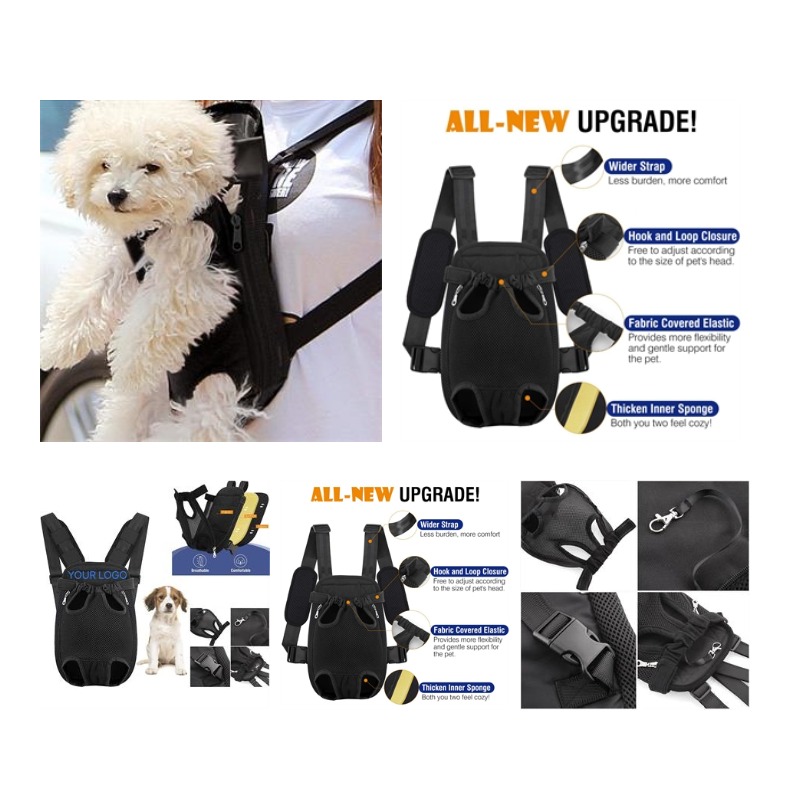 ALL-NEW UPGRADE!
Wider Strap
Less burden, more comfort
Hook and Loop Closure
Free to adjust according
to the size of pet's head.
Fabric Covered Elastic
Provides more flexibility
and gentle support for
the pet.
Thicken Inner Sponge
Both you two feel cozy!
YOUR LOGO
Breathable
Comfortable
ALL-NEW UPGRADE!
Wider Strap
Less burden, more comfort
Hook and Loop Closure
Free to adjust according
to the size of pet's head.
Fabric Covered Elastic
Provides more flexibility
and gentle support for
the pet.
Thicken Inner Sponge
Both you two feel cozy!